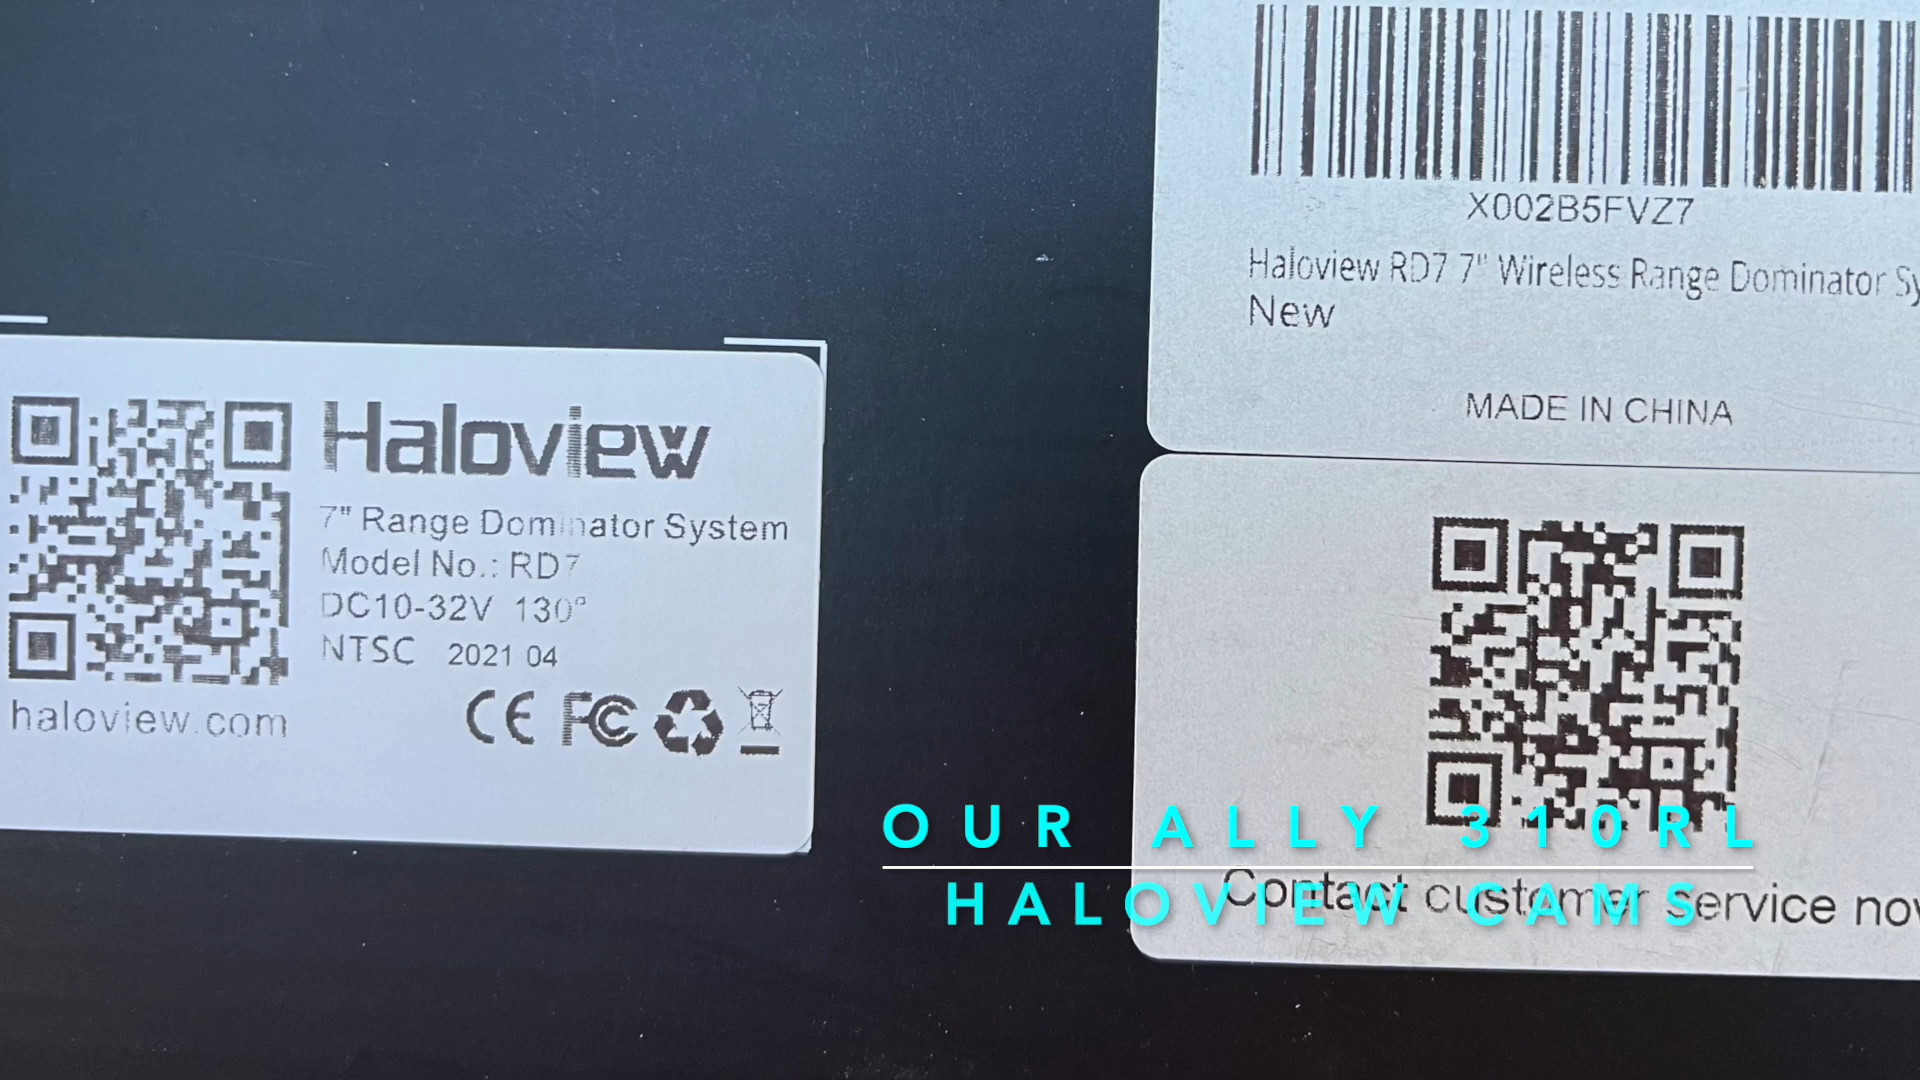 X002B5FVZ7
Haloview RD7 7" Wireless Range Dominator Sy
New
MADE IN CHINA
Haloview
7" Range Dominator System
Model No.: RD7
DC10-32V 130°
NTSC 2021 04
haloview.com
CE FC
OUR ALLY 310RL
HALOVIEW CAMS
Contact customer service now